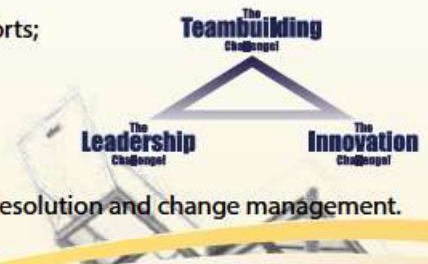 orts;
The
Teambuilding
Challenge!
The
Leadership
Challenge!
The
Innovation
Challenge!
esolution and change management.